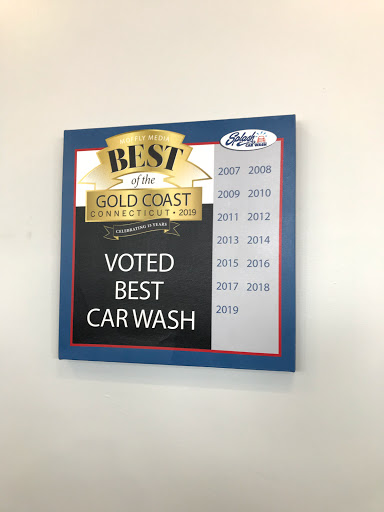 MOFFLY MEDIA
BEST
of the
GOLD COAST
CONNECTICUT • 2019
CELEBRATING 15 YEARS
VOTED
BEST
CAR WASH
Splash
CAR WASH
2007 2008
2009 2010
2011 2012
2013 2014
2015 2016
2017 2018
2019